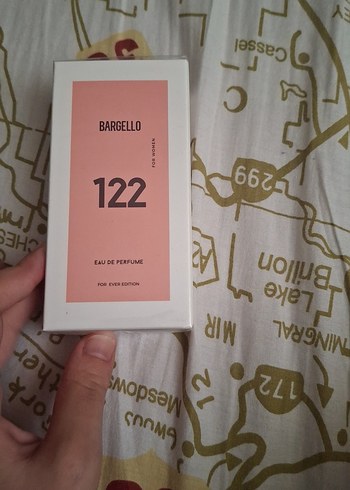 BARGELLO
FOR WOMEN
122
EAU DE PERFUME
FOR EVER EDITION
Cassel
299
Lake
Brillon
A2
MIR
MINGRAL
172
12
Meadows